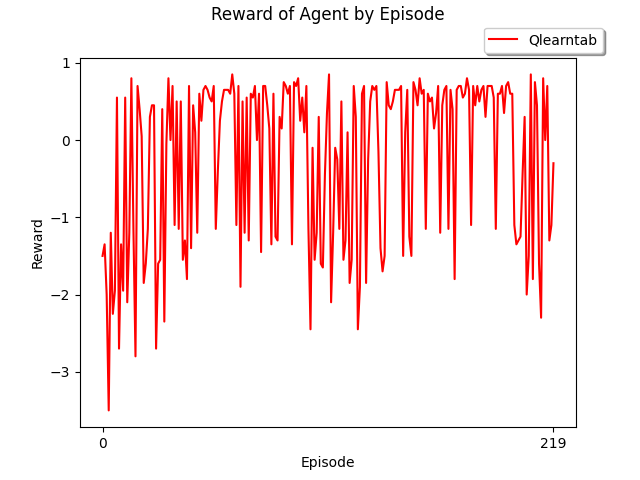 Reward of Agent by Episode
Qlearntab
1
0
−1
−2
−3
Reward
0
219
Episode